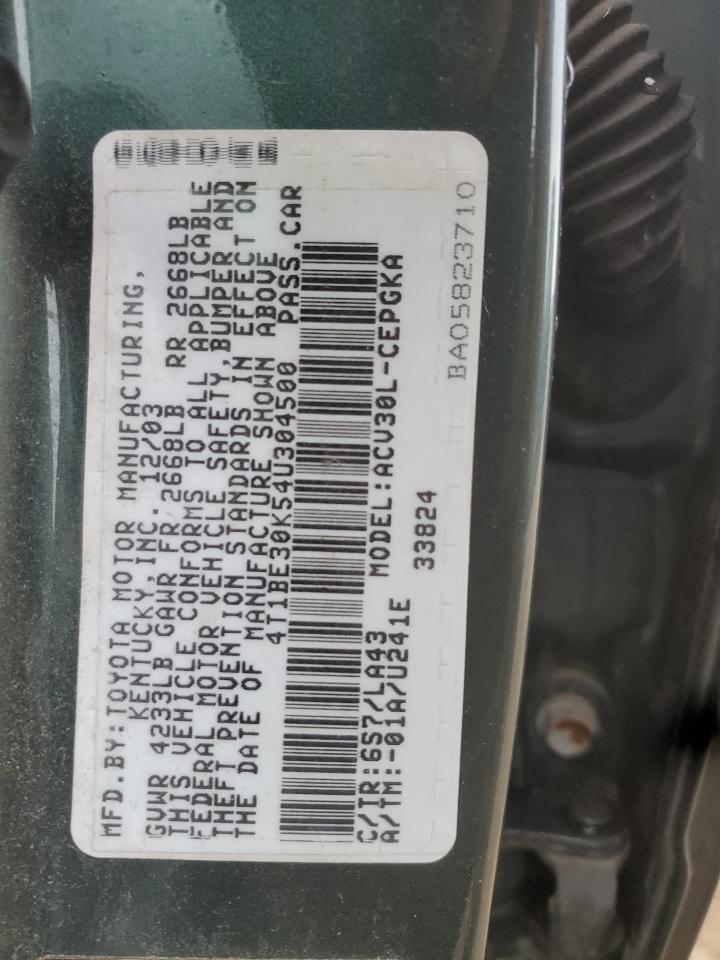 MFD.BY:TOYOTA MOTOR MANUFACTURING,
KENTUCKY,INC. 12/03
GVWR 4233LB GAWR FR 2668LB RR 2668LB
THIS VEHICLE CONFORMS TO ALL APPLICABLE
FEDERAL MOTOR VEHICLE SAFETY,BUMPER AND
THEFT PREVENTION STANDARDS IN EFFECT ON
THE DATE OF MANUFACTURE SHOWN ABOVE
4T1BE30K54U304500 PASS.CAR
C/TR:6S7/LA43 MODEL:ACV30L-CEPGKA
A/TM:-01A/U241E 33824
BA05823710